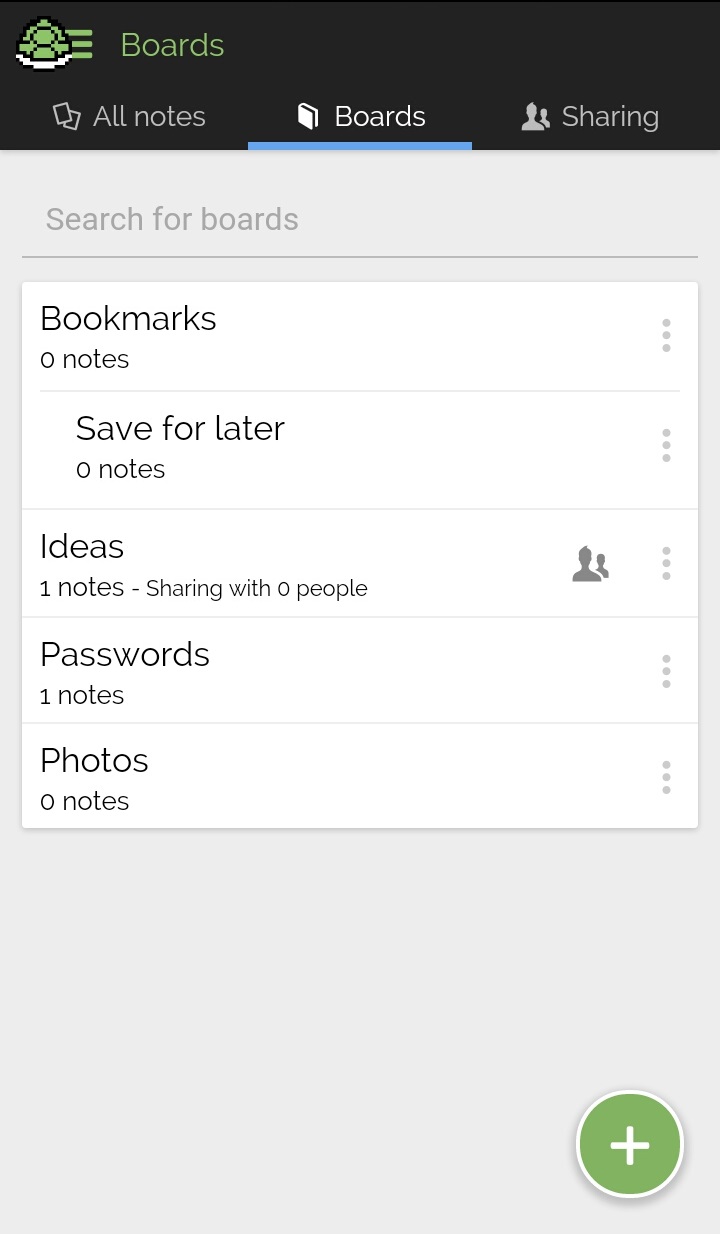 Boards
All notes
Boards
Sharing
Search for boards
Bookmarks
0 notes
Save for later
0 notes
Ideas
1 notes - Sharing with 0 people
Passwords
1 notes
Photos
0 notes